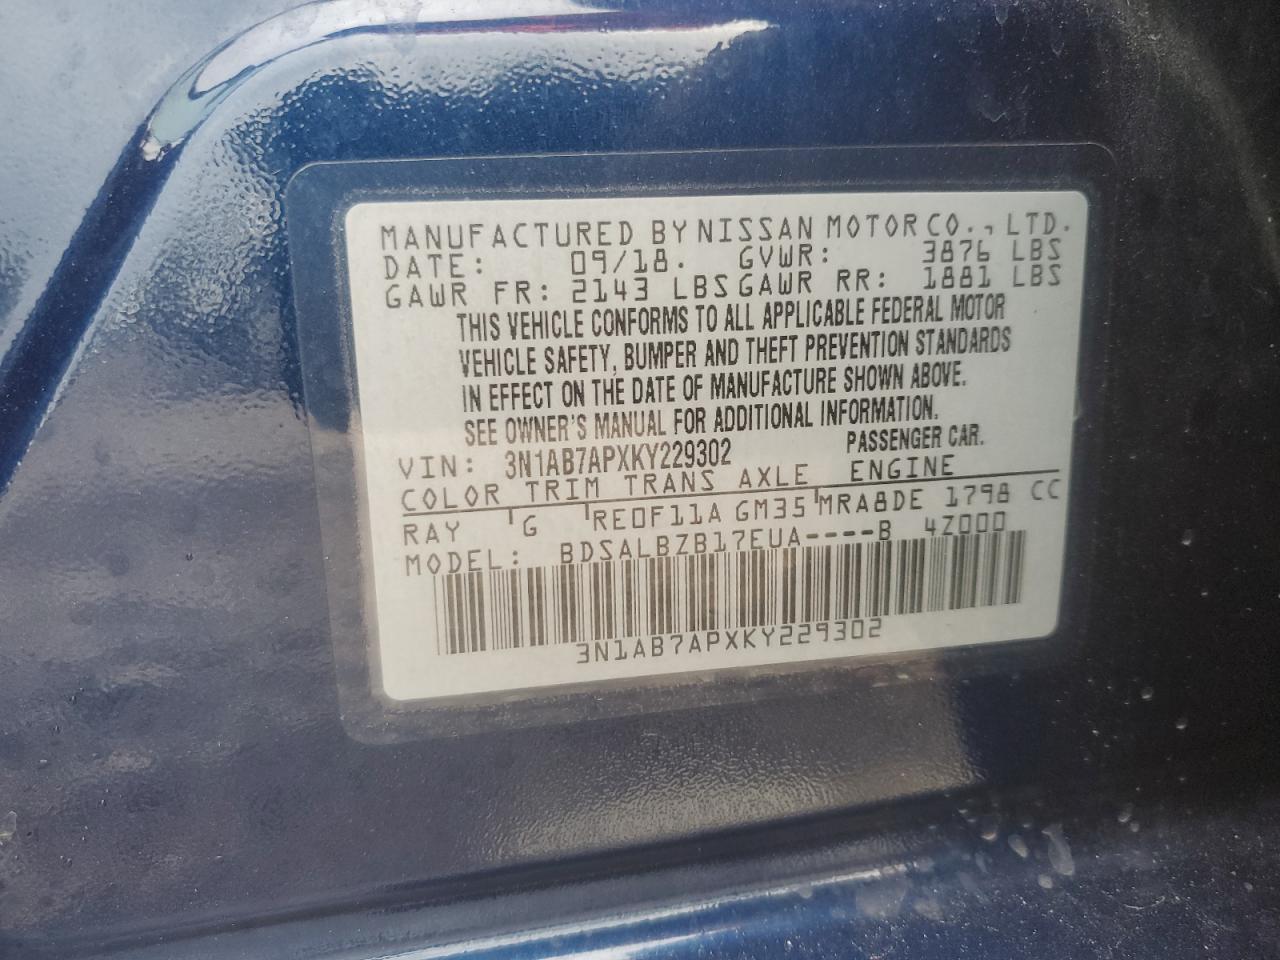 MANUFACTURED BY NISSAN MOTOR CO., LTD.
DATE: 09/18. GVWR: 3876 LBS
GAWR FR: 2143 LBS GAWR RR: 1881 LBS
THIS VEHICLE CONFORMS TO ALL APPLICABLE FEDERAL MOTOR
VEHICLE SAFETY, BUMPER AND THEFT PREVENTION STANDARDS
IN EFFECT ON THE DATE OF MANUFACTURE SHOWN ABOVE.
SEE OWNER'S MANUAL FOR ADDITIONAL INFORMATION.
VIN: 3N1AB7APXKY229302 PASSENGER CAR.
COLOR TRIM TRANS AXLE ENGINE
RAY G RE0F11A GM35 MRA8DE 1798 CC
MODEL: BDSALBZB17EUA----B 4Z000
3N1AB7APXKY229302